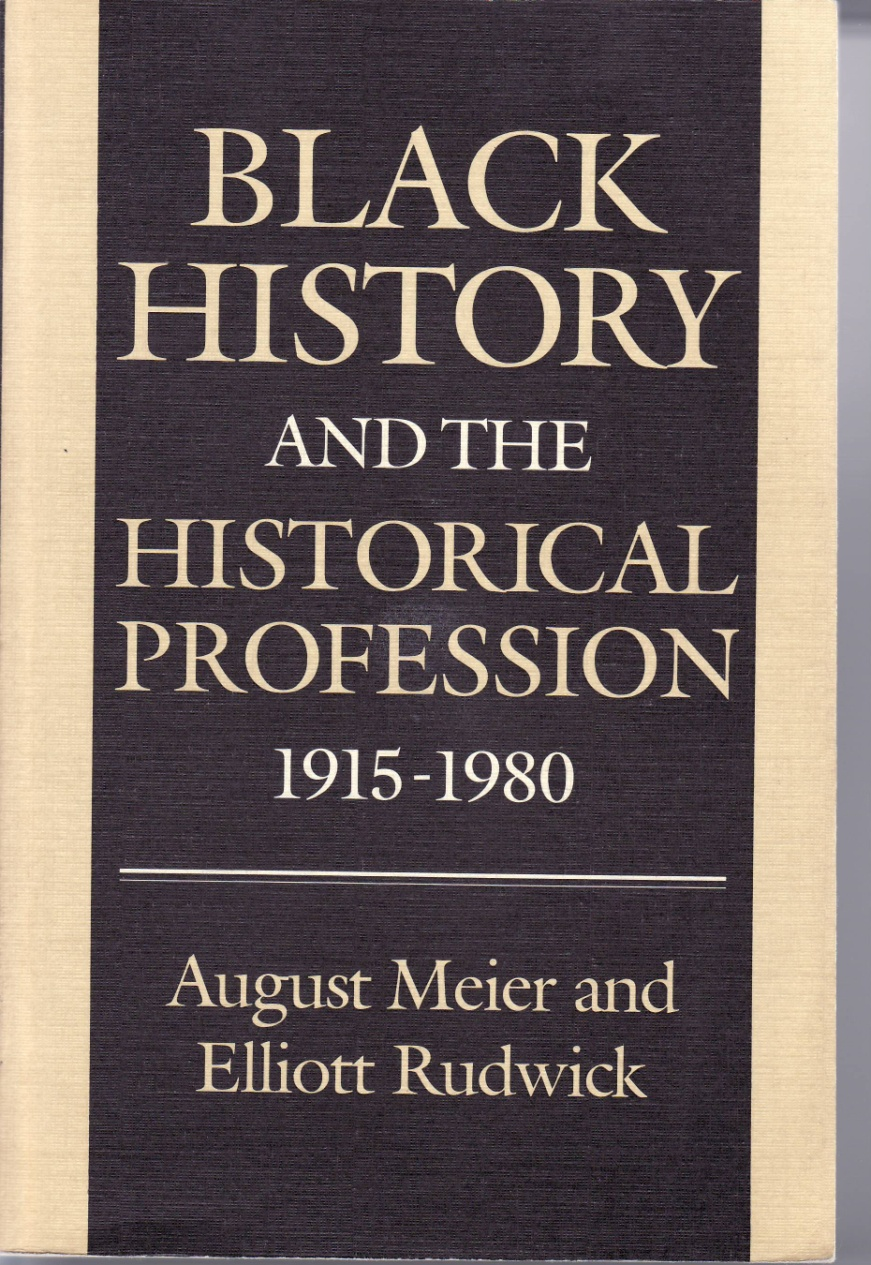 BLACK
HISTORY
AND THE
HISTORICAL
PROFESSION
1915-1980
August Meier and
Elliott Rudwick